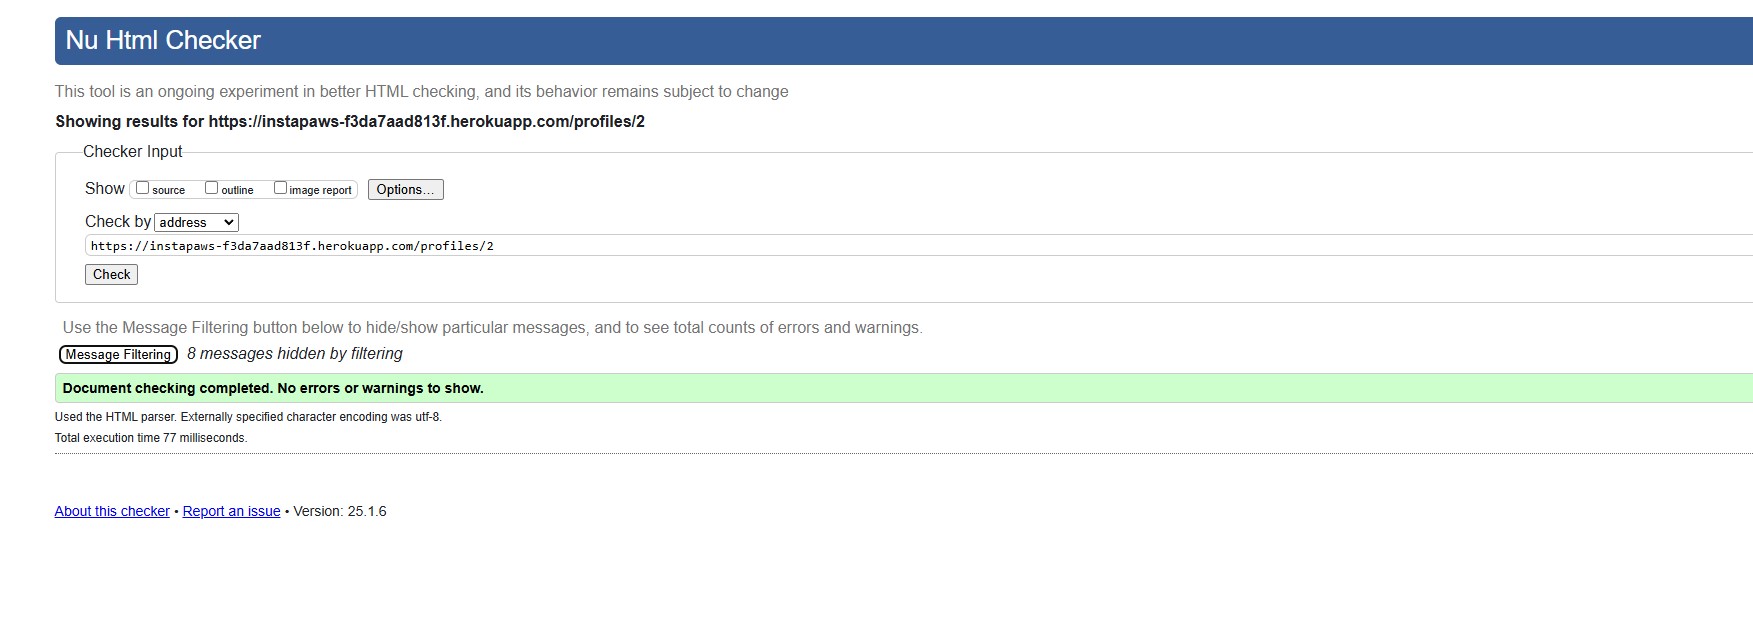 Nu Html Checker
This tool is an ongoing experiment in better HTML checking, and its behavior remains subject to change
Showing results for https://instapaws-f3da7aad813f.herokuapp.com/profiles/2
Checker Input
Show source outline image report Options...
Check by address
https://instapaws-f3da7aad813f.herokuapp.com/profiles/2
Check
Use the Message Filtering button below to hide/show particular messages, and to see total counts of errors and warnings.
Message Filtering 8 messages hidden by filtering
Document checking completed. No errors or warnings to show.
Used the HTML parser. Externally specified character encoding was utf-8.
Total execution time 77 milliseconds.
About this checker • Report an issue • Version: 25.1.6